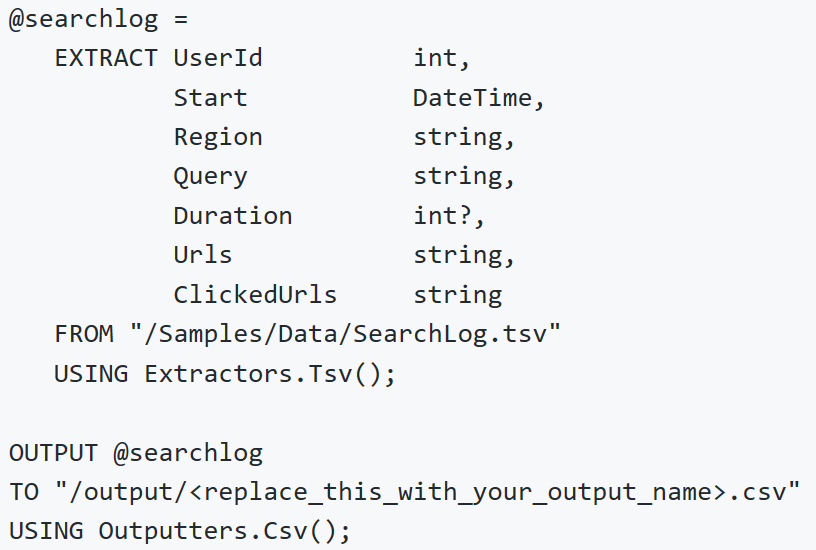 @searchlog =
   EXTRACT UserId          int,
           Start           DateTime,
           Region          string,
           Query           string,
           Duration        int?,
           Urls            string,
           ClickedUrls     string
   FROM "/Samples/Data/SearchLog.tsv"
   USING Extractors.Tsv();

OUTPUT @searchlog
TO "/output/<replace_this_with_your_output_name>.csv"
USING Outputters.Csv();